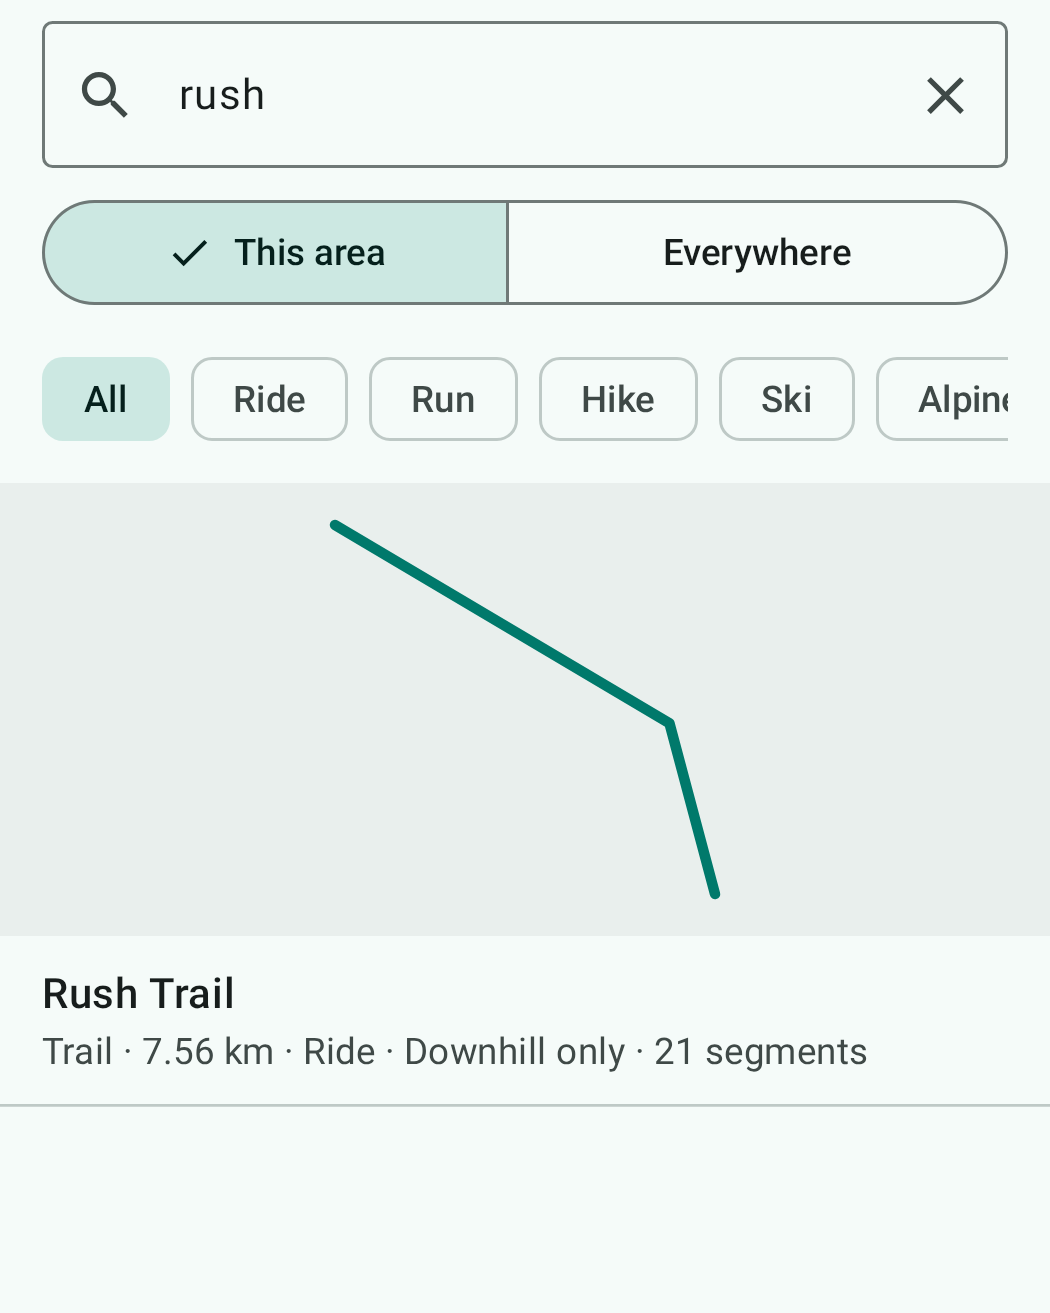 rush
This area
Everywhere
All
Ride
Run
Hike
Ski
Alpine
Rush Trail
Trail · 7.56 km · Ride · Downhill only · 21 segments